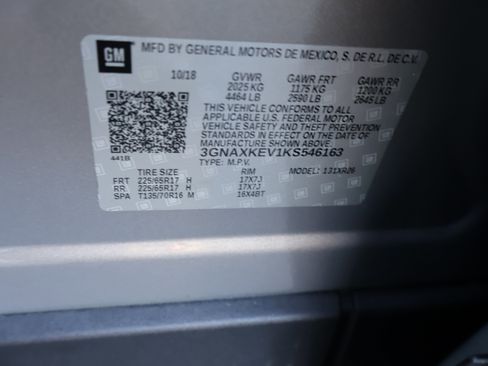 GM
MFD BY GENERAL MOTORS DE MEXICO, S. DE R.L. DE C.V.
10/18 GVWR GAWR FRT GAWR RR
2025 KG 1175 KG 1200 KG
4464 LB 2590 LB 2645 LB
THIS VEHICLE CONFORMS TO ALL
APPLICABLE U.S. FEDERAL MOTOR
VEHICLE SAFETY AND THEFT
PREVENTION STANDARDS IN EFFECT
ON THE DATE OF MANUFACTURE
SHOWN ABOVE.
441B
3GNAXKEV1KS546163
TYPE: M.P.V.
TIRE SIZE RIM MODEL: 1XR26
FRT 225/65R17 H 17X7J
RR 225/65R17 H 17X7J
SPA T135/70R16 M 16X4BT